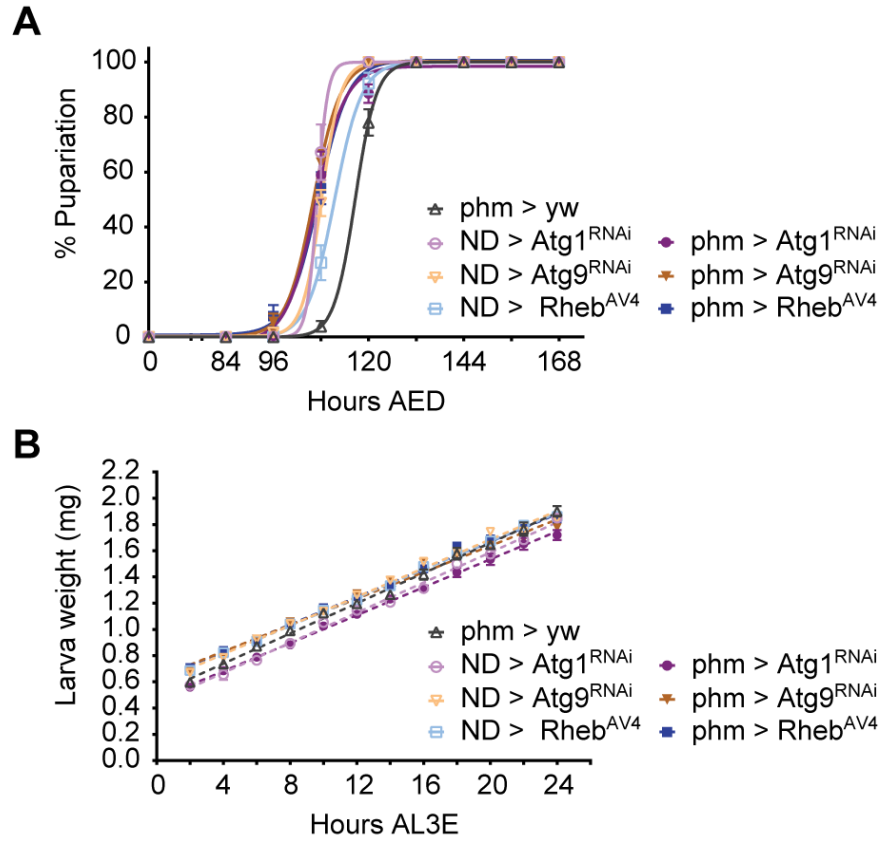 A
100
80
60
40
20
0
% Pupariation
0 84 96 120 144 168
Hours AED
phm > yw
ND > Atg1RNAi phm > Atg1RNAi
ND > Atg9RNAi phm > Atg9RNAi
ND > RhebAV4 phm > RhebAV4
B
2.2
2.0
1.8
1.6
1.4
1.2
1.0
0.8
0.6
0.4
0.2
0.0
Larva weight (mg)
0 4 8 12 16 20 24
Hours AL3E
phm > yw
ND > Atg1RNAi phm > Atg1RNAi
ND > Atg9RNAi phm > Atg9RNAi
ND > RhebAV4 phm > RhebAV4